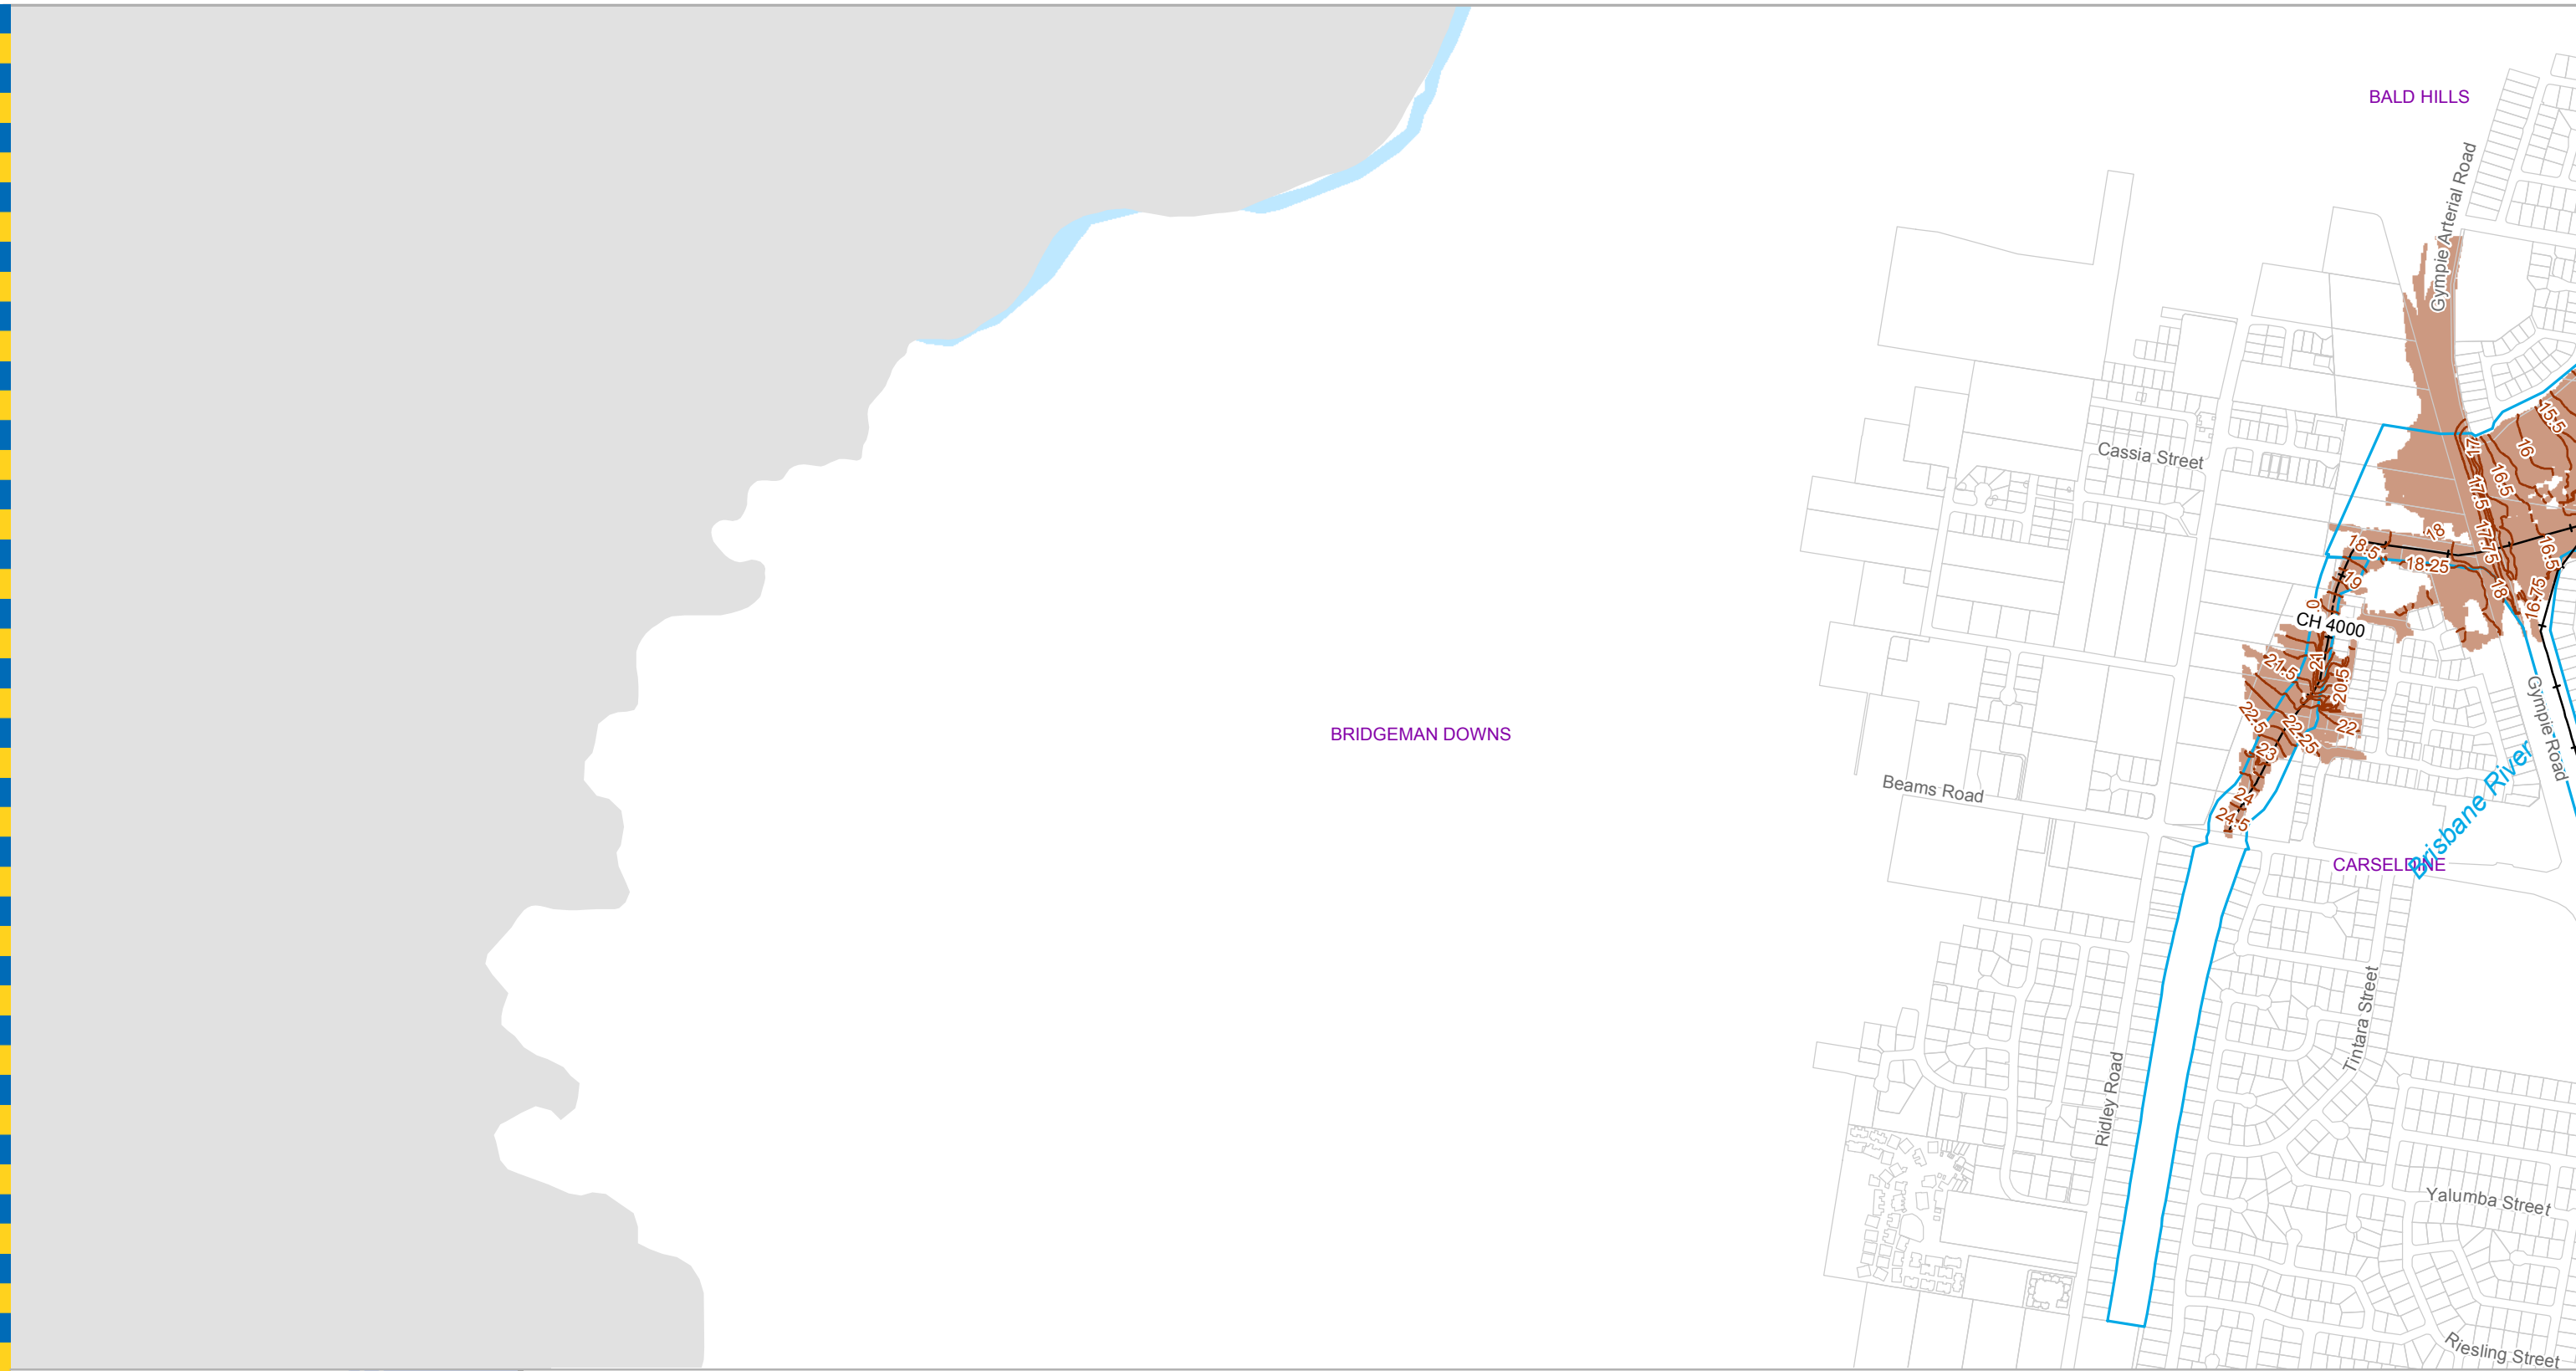 BALD HILLS
Gympie Arterial Road
15.5
16
17
Cassia Street
16.5
17.5
18
17.75
18.5
16.5
18.25
19
18
16.75
CH 4000
21
21.5
20.5
22.5
22
22.25
Gympie Road
BRIDGEMAN DOWNS
23
Brisbane River
Beams Road
24
24.5
CARSELDINE
Tintara Street
Ridley Road
Yalumba Street
Riesling Street